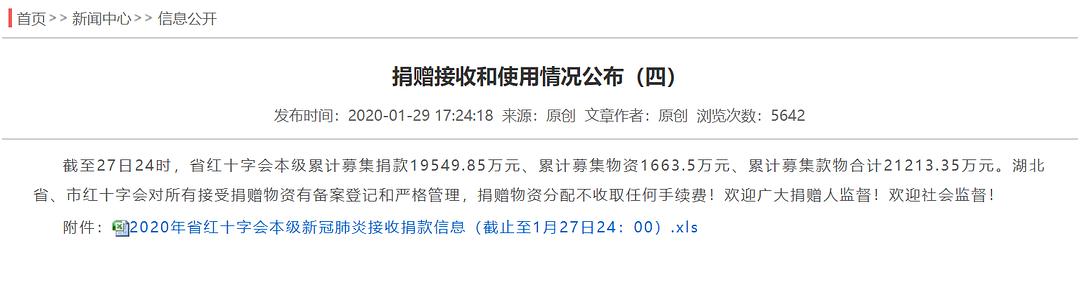 首页>>新闻中心>>信息公开
捐赠接收和使用情况公布（四）
发布时间：2020-01-29 17:24:18 来源：原创 文章作者：原创 浏览次数：5642
截至27日24时，省红十字会本级累计募集捐款19549.85万元、累计募集物资1663.5万元、累计募集款物合计21213.35万元。湖北
省、市红十字会对所有接受捐赠物资有备案登记和严格管理，捐赠物资分配不收取任何手续费！欢迎广大捐赠人监督！欢迎社会监督！
附件：2020年省红十字会本级新冠肺炎接收捐款信息（截止至1月27日24：00）.xls